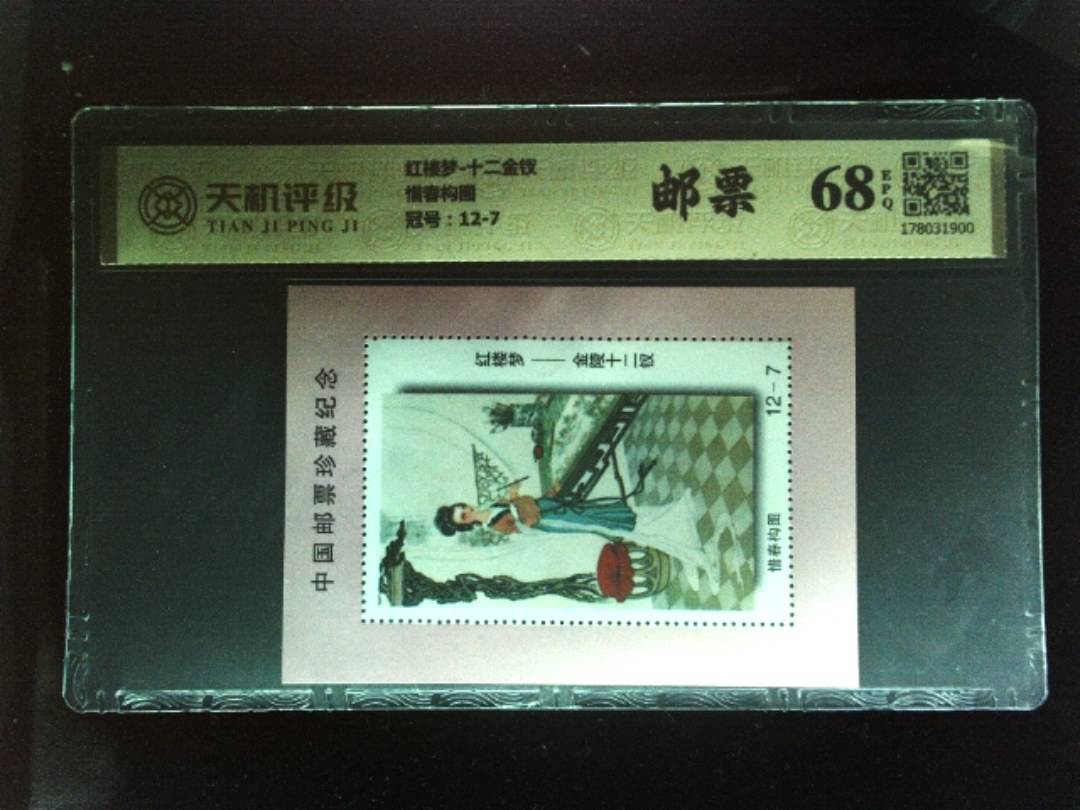 天机评级
TIAN JI PING JI
红楼梦-十二金钗
惜春构图
冠号：12-7
邮票
68
EPQ
178031900
中国邮票珍藏纪念
红楼梦——金陵十二钗
12-7
惜春构图